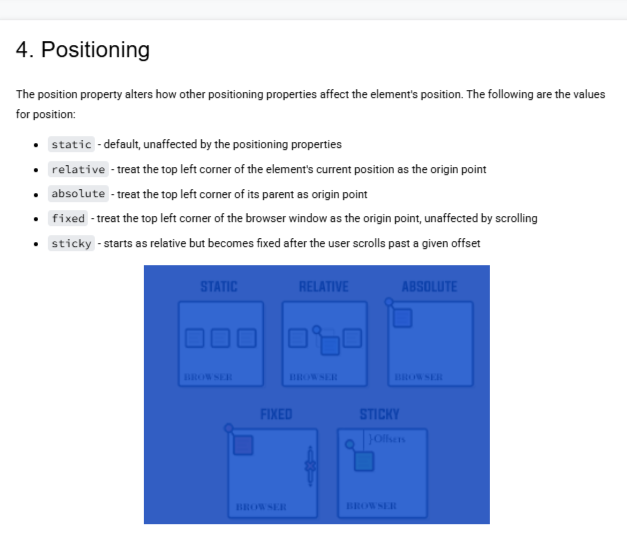 4. Positioning
The position property alters how other positioning properties affect the element's position. The following are the values
for position:
static - default, unaffected by the positioning properties
relative - treat the top left corner of the element's current position as the origin point
absolute - treat the top left corner of its parent as origin point
fixed - treat the top left corner of the browser window as the origin point, unaffected by scrolling
sticky - starts as relative but becomes fixed after the user scrolls past a given offset
STATIC RELATIVE ABSOLUTE
BROWSER BROWSER BROWSER
FIXED STICKY
}-Offsets
BROWSER BROWSER